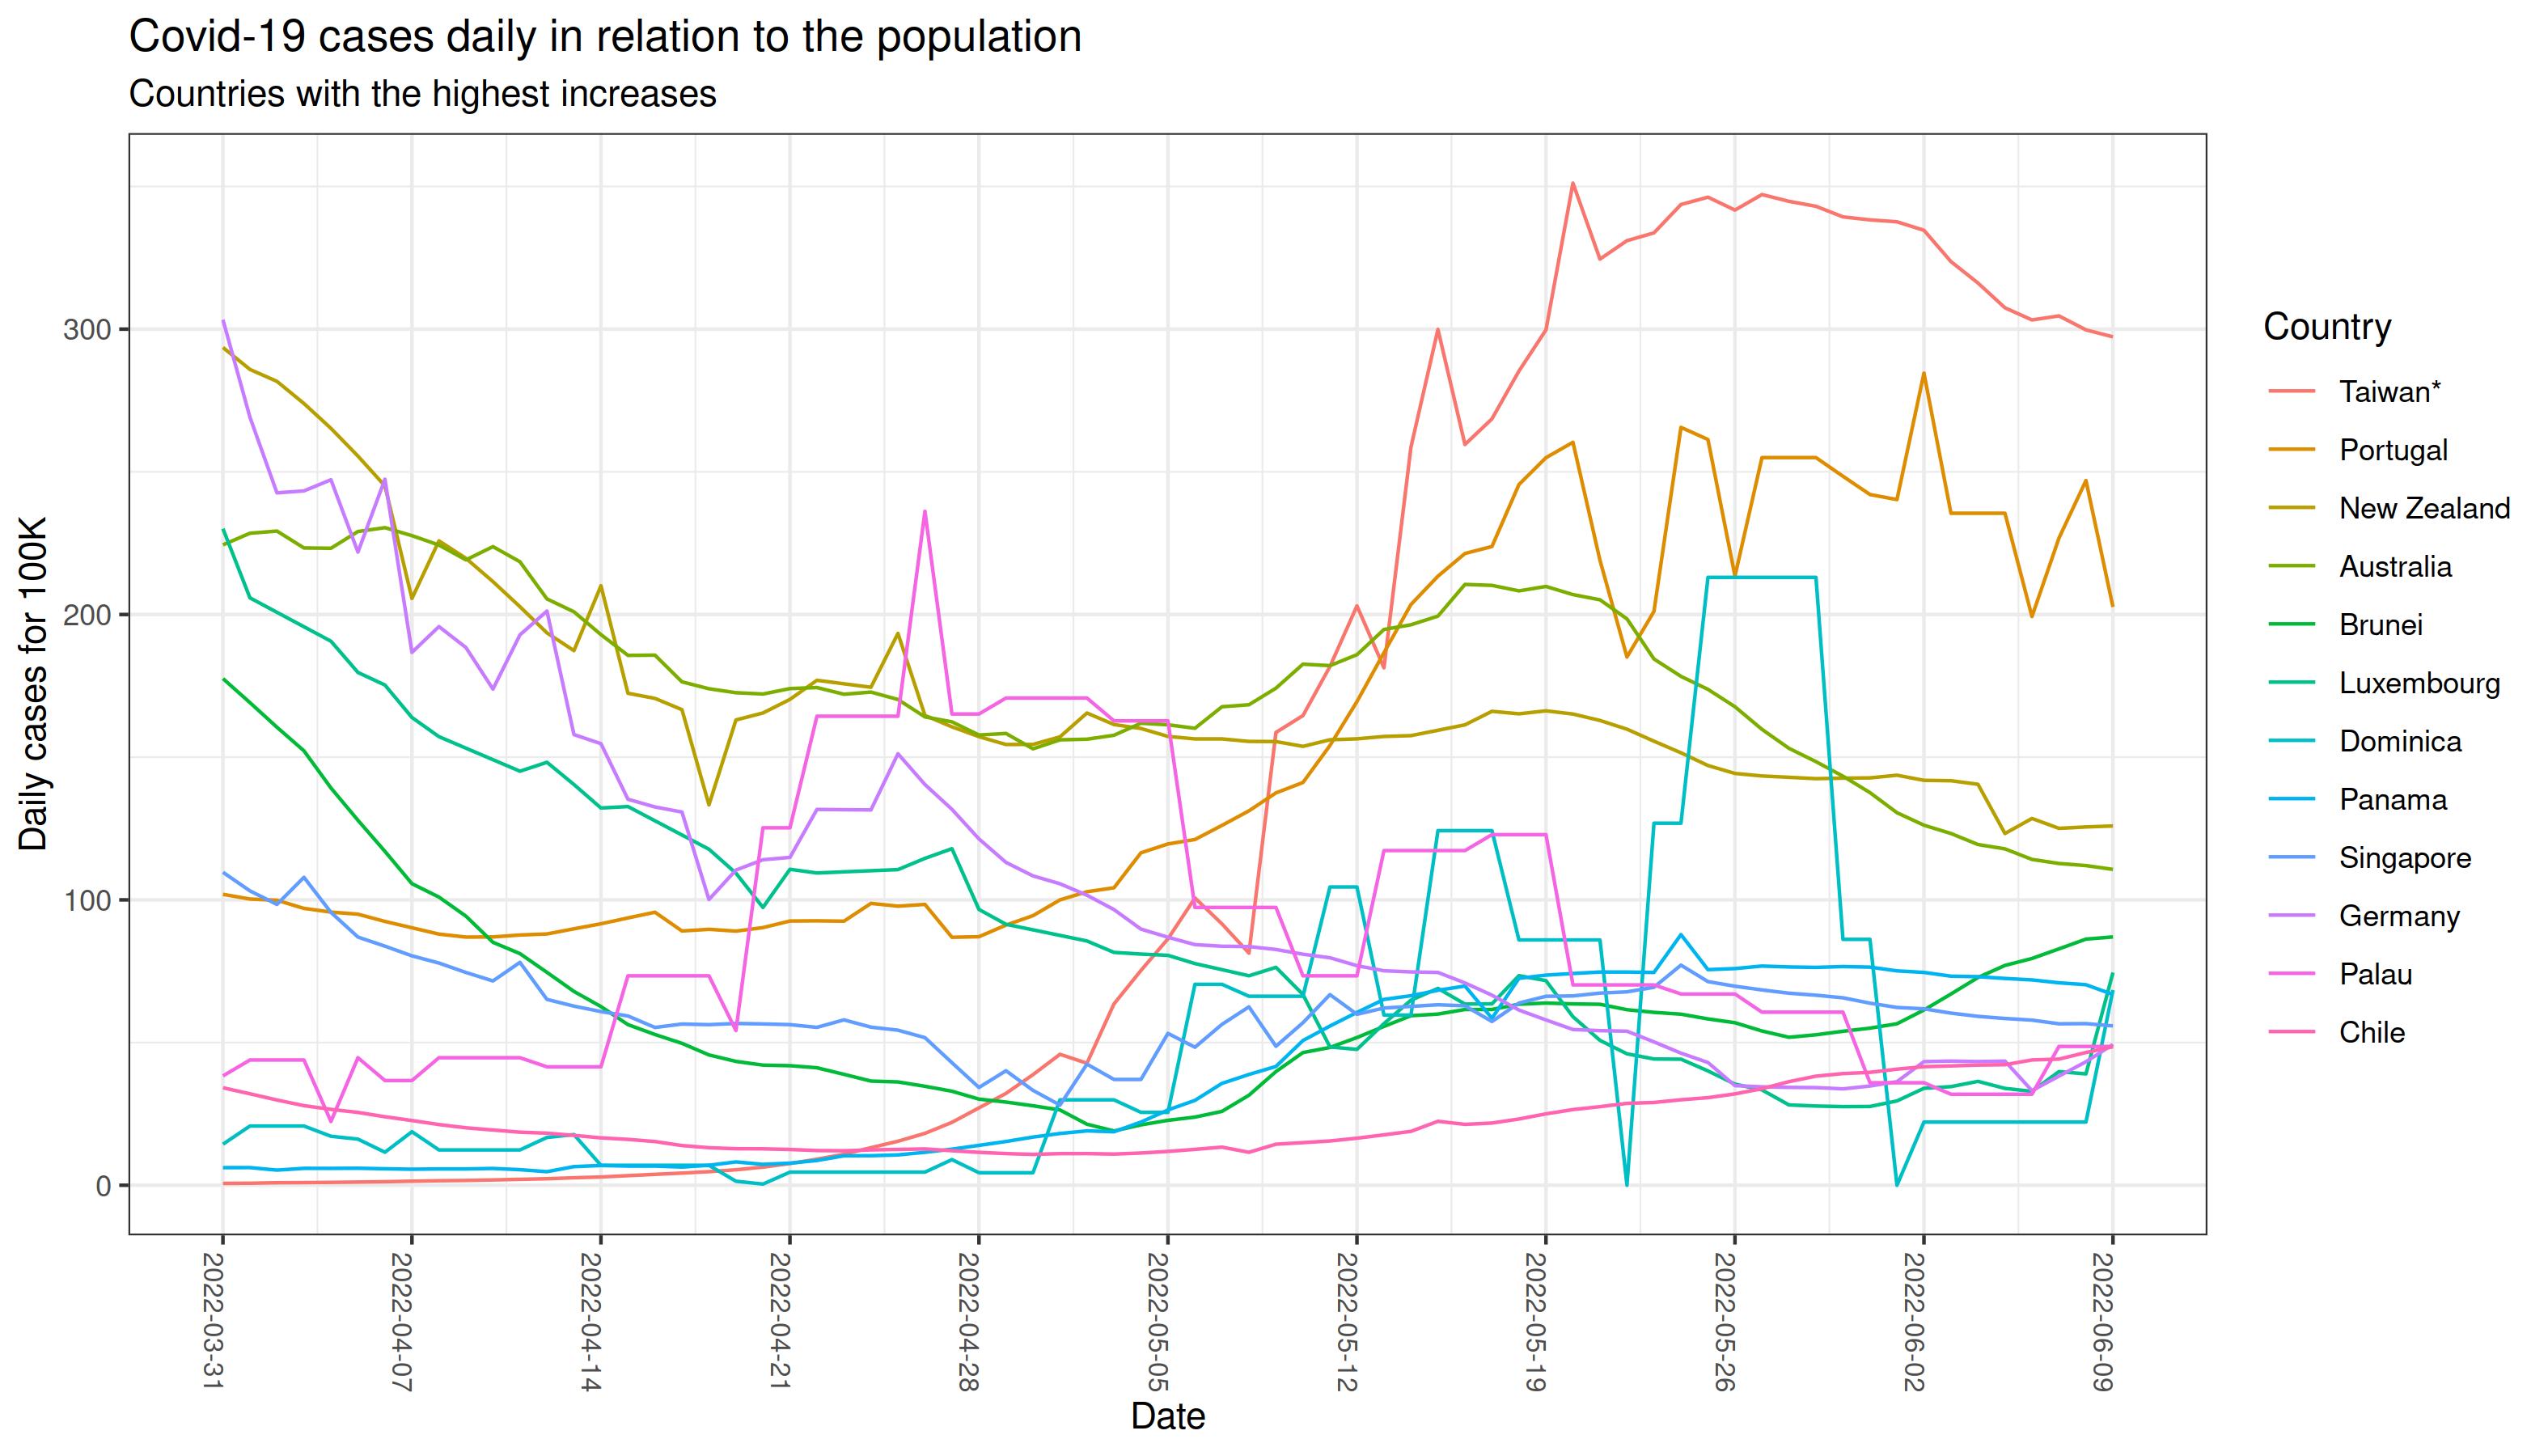 Covid-19 cases daily in relation to the population
Countries with the highest increases
Daily cases for 100K
300
200
100
0
2022-03-31
2022-04-07
2022-04-14
2022-04-21
2022-04-28
2022-05-05
2022-05-12
2022-05-19
2022-05-26
2022-06-02
2022-06-09
Date
Country
Taiwan*
Portugal
New Zealand
Australia
Brunei
Luxembourg
Dominica
Panama
Singapore
Germany
Palau
Chile